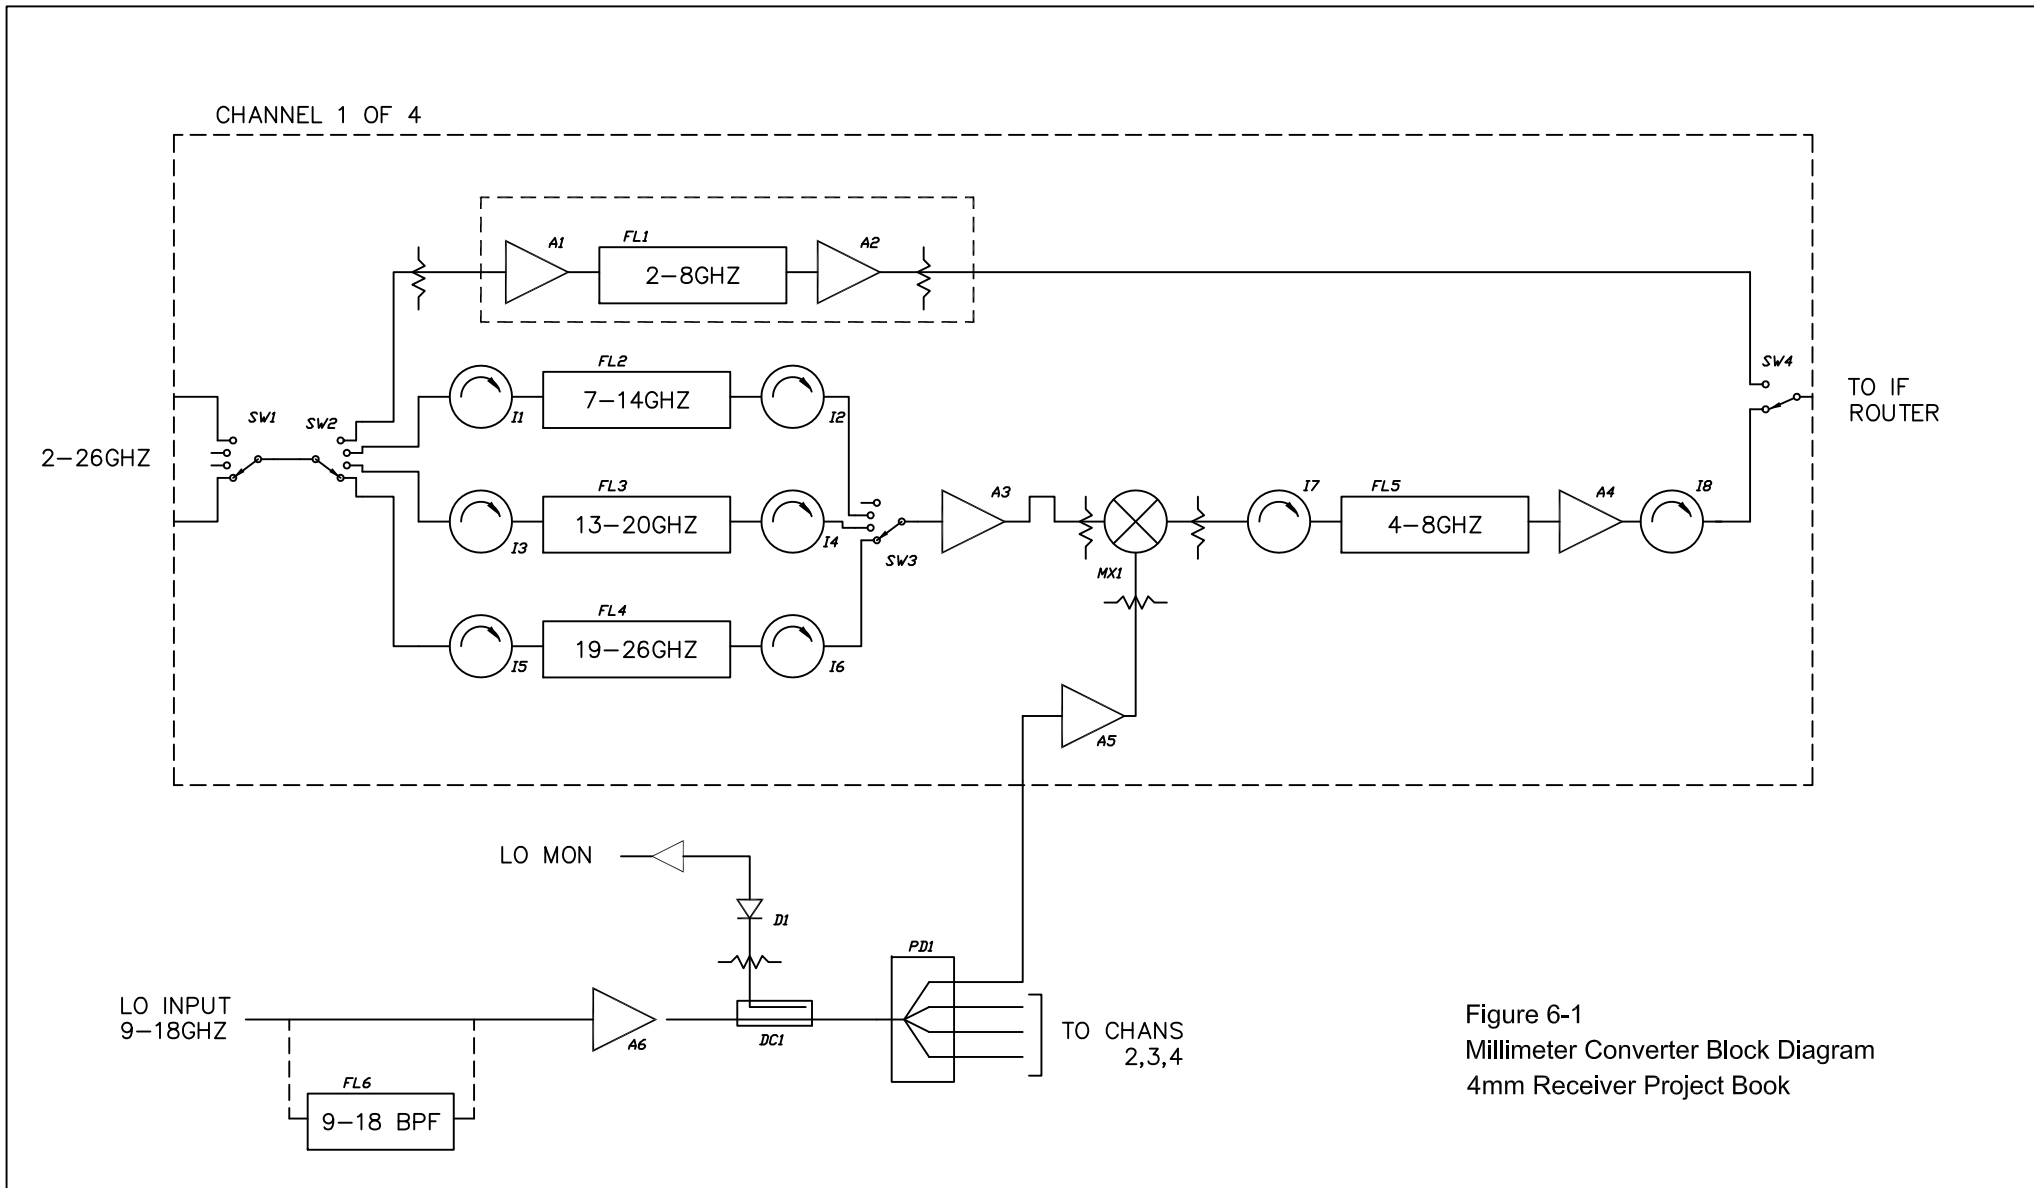 CHANNEL 1 OF 4
A1
FL1
2-8GHZ
A2
FL2
7-14GHZ
I1
I2
SW4
TO IF
ROUTER
SW1
SW2
2-26GHZ
FL3
13-20GHZ
I3
I4
SW3
A3
MX1
I7
FL5
4-8GHZ
A4
I8
FL4
19-26GHZ
I5
I6
A5
LO MON
D1
PD1
LO INPUT
9-18GHZ
A6
DC1
TO CHANS
2,3,4
FL6
9-18 BPF
Figure 6-1
Millimeter Converter Block Diagram
4mm Receiver Project Book